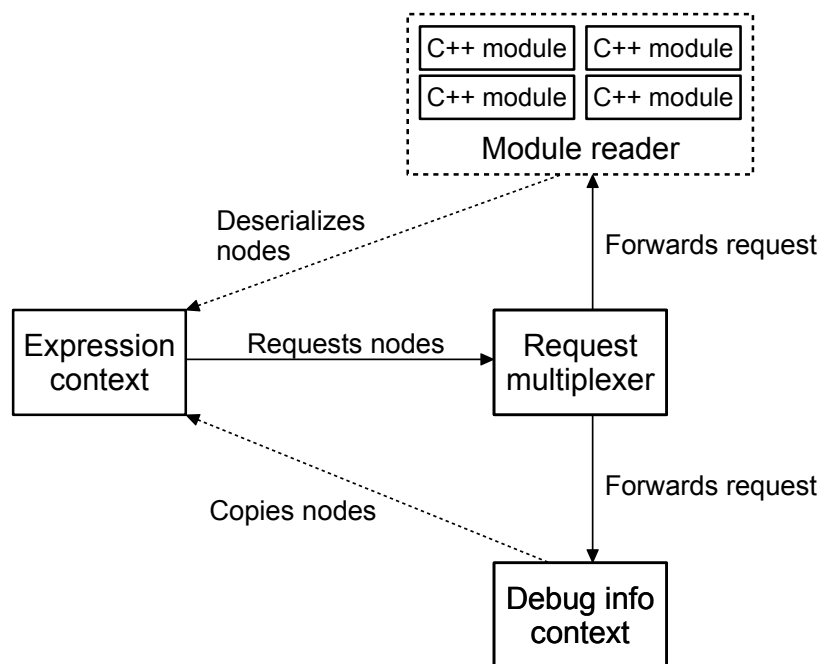 C++ module
C++ module
C++ module
C++ module
Module reader
Deserializes
nodes
Forwards request
Expression
context
Requests nodes
Request
multiplexer
Forwards request
Copies nodes
Debug info
context